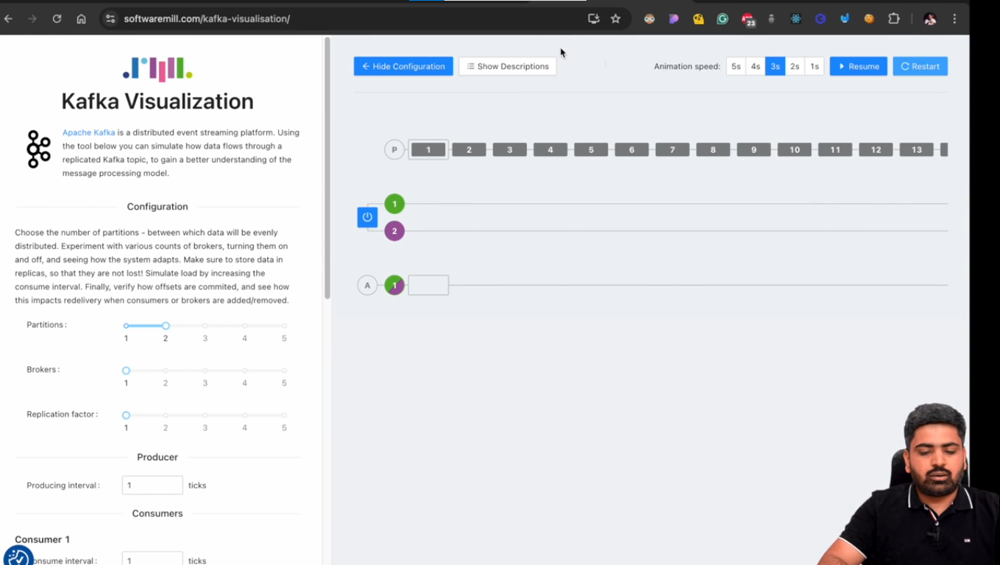 softwaremill.com/kafka-visualisation/
23
Kafka Visualization
Apache Kafka is a distributed event streaming platform. Using
the tool below you can simulate how data flows through a
replicated Kafka topic, to gain a better understanding of the
message processing model.
Configuration
Choose the number of partitions - between which data will be evenly
distributed. Experiment with various counts of brokers, turning them on
and off, and seeing how the system adapts. Make sure to store data in
replicas, so that they are not lost! Simulate load by increasing the
consume interval. Finally, verify how offsets are commited, and see how
this impacts redelivery when consumers or brokers are added/removed.
Partitions:
1 2 3 4 5
Brokers:
1 2 3 4 5
Replication factor:
1 2 3 4 5
Producer
Producing interval: 1 ticks
Consumers
Consumer 1
onsume interval: 1 ticks
Hide Configuration Show Descriptions Animation speed: 5s 4s 3s 2s 1s Resume Restart
P 1 2 3 4 5 6 7 8 9 10 11 12 13
1
2
A 1